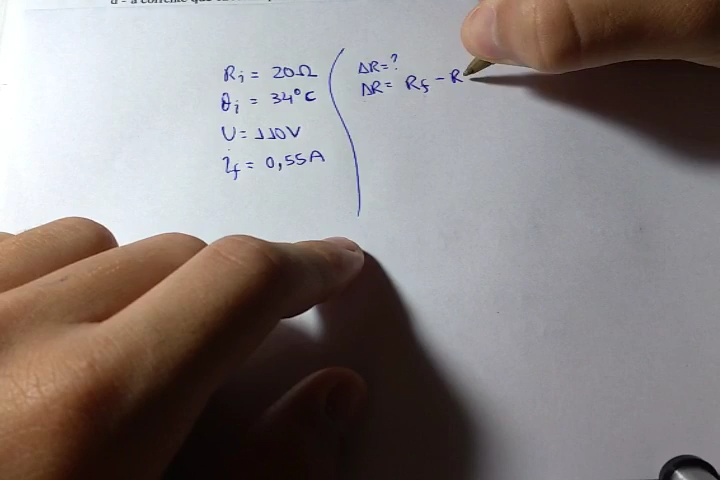 Ri = 20Ω
θi = 34°C
U = 110V
if = 0,55A
ΔR = ?
ΔR = Rf - R